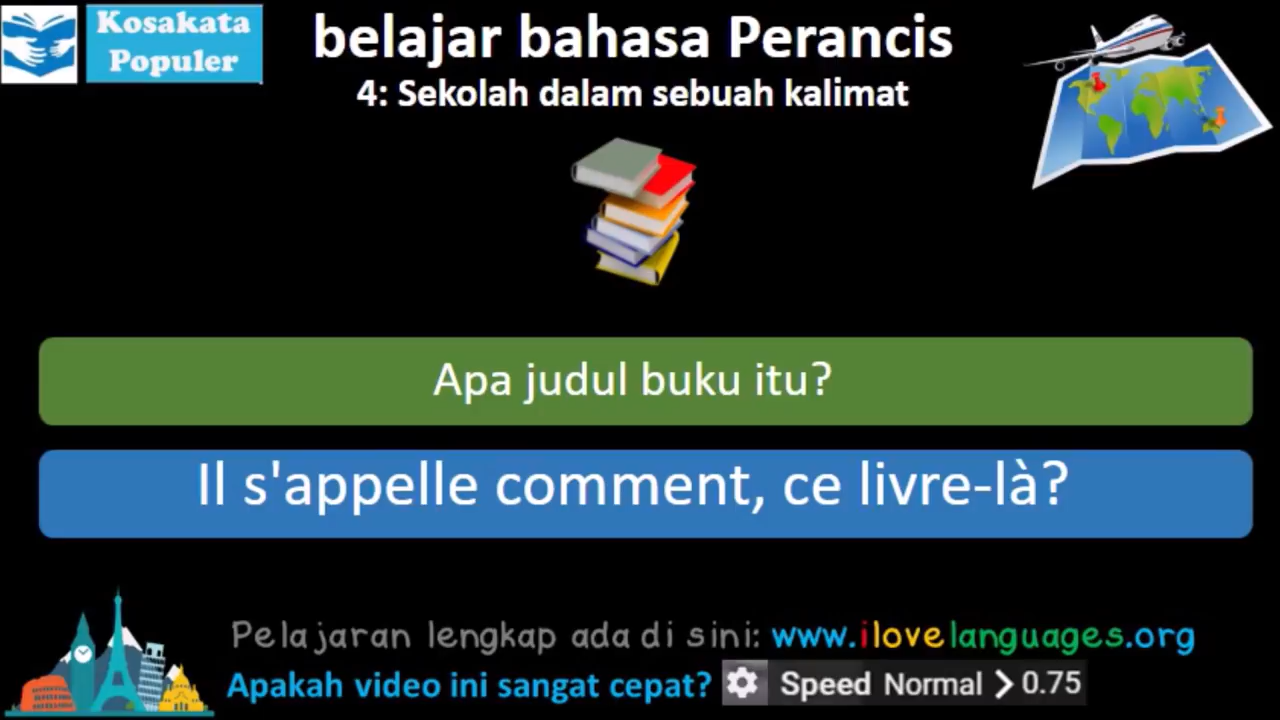 Kosakata
Populer
belajar bahasa Perancis
4: Sekolah dalam sebuah kalimat
Apa judul buku itu?
Il s'appelle comment, ce livre-là?
Pelajaran lengkap ada di sini: www.ilovelanguages.org
Apakah video ini sangat cepat? Speed Normal > 0.75